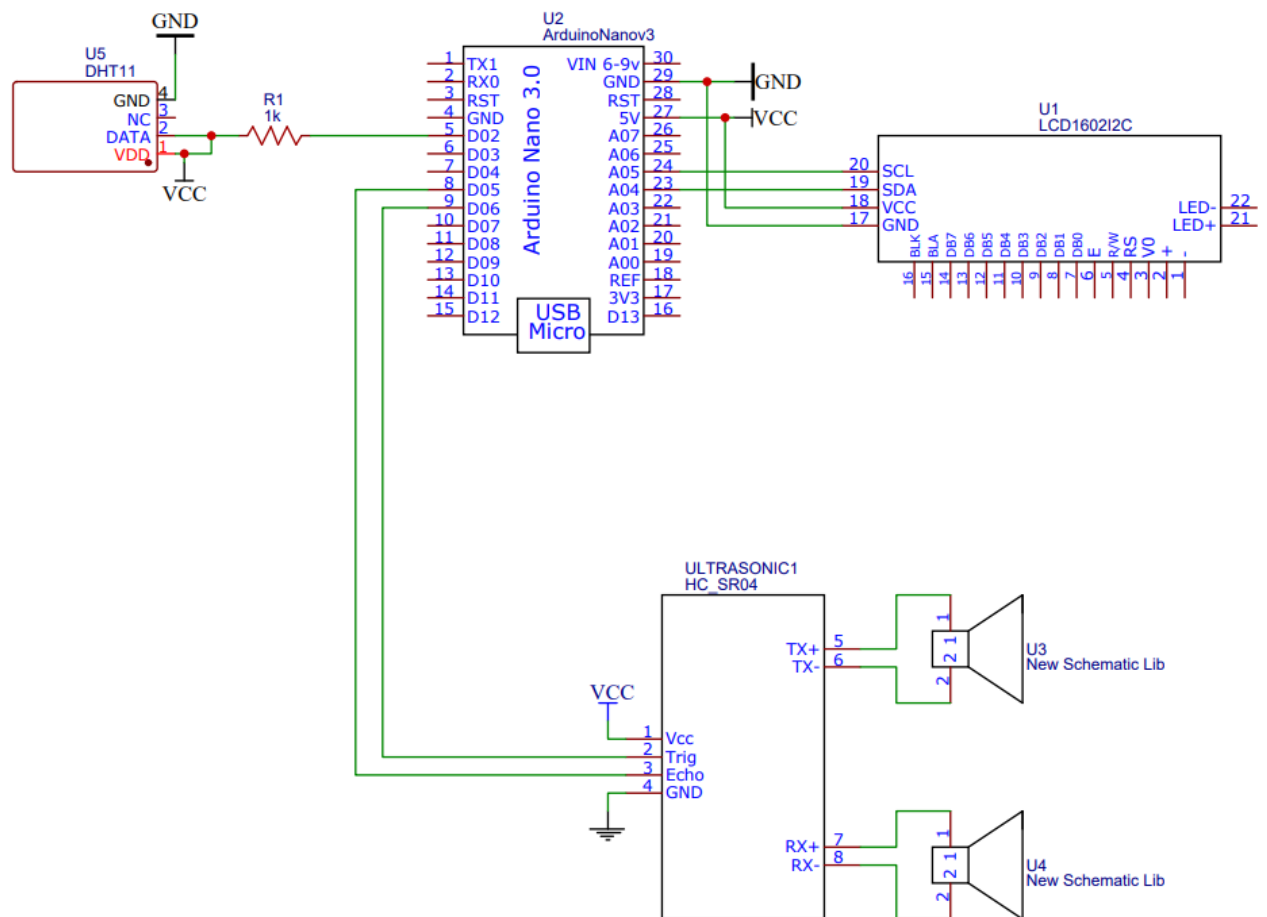 GND
U5
DHT11
GND 4
NC 3
DATA 2
VDD 1
VCC
R1
1k
U2
ArduinoNanov3
Arduino Nano 3.0
USB
Micro
1 TX1
2 RX0
3 RST
4 GND
5 D02
6 D03
7 D04
8 D05
9 D06
10 D07
11 D08
12 D09
13 D10
14 D11
15 D12
VIN 6-9v 30
GND 29
RST 28
5V 27
A07 26
A06 25
A05 24
A04 23
A03 22
A02 21
A01 20
A00 19
REF 18
3V3 17
D13 16
GND
VCC
U1
LCD1602I2C
20 SCL
19 SDA
18 VCC
17 GND
LED- 22
LED+ 21
BLK BLA DB7 DB6 DB5 DB4 DB3 DB2 DB1 DB0 E R/W RS V0 + -
16 15 14 13 12 11 10 9 8 7 6 5 4 3 2 1
ULTRASONIC1
HC_SR04
TX+ 5
TX- 6
VCC
1 Vcc
2 Trig
3 Echo
4 GND
RX+ 7
RX- 8
1
1
2
2
U3
New Schematic Lib
1
1
2
2
U4
New Schematic Lib